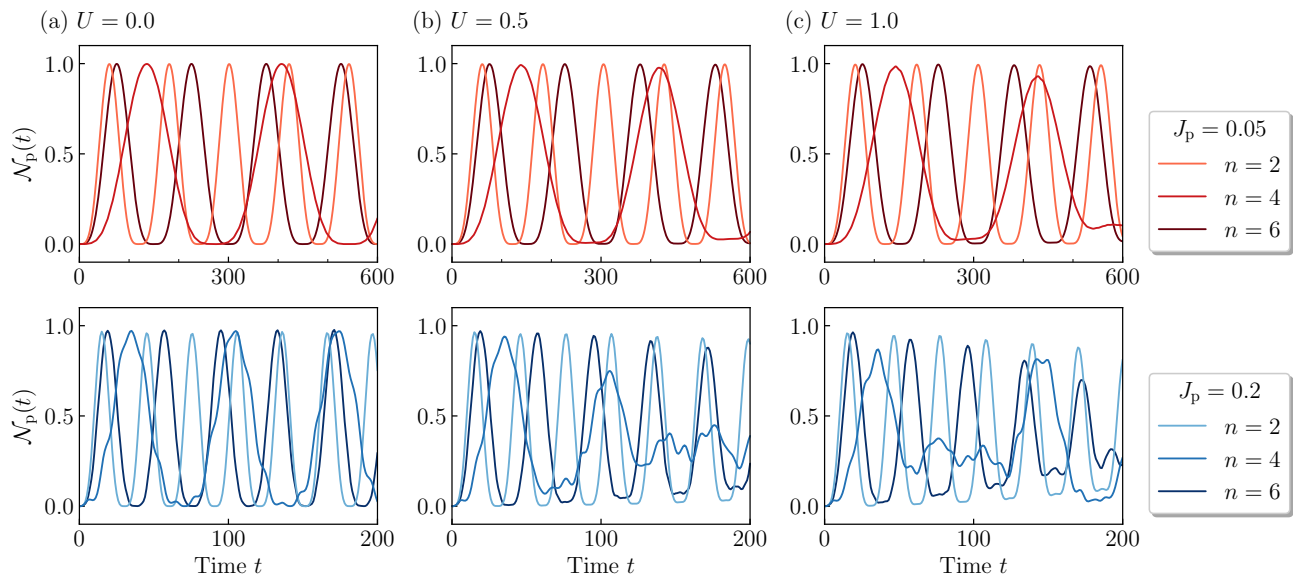 (a) U = 0.0
(b) U = 0.5
(c) U = 1.0
𝒩p(t)
1.0
0.5
0.0
0
300
600
0
300
600
0
300
600
Jp = 0.05
n = 2
n = 4
n = 6
𝒩p(t)
1.0
0.5
0.0
0
100
200
0
100
200
0
100
200
Time t
Time t
Time t
Jp = 0.2
n = 2
n = 4
n = 6